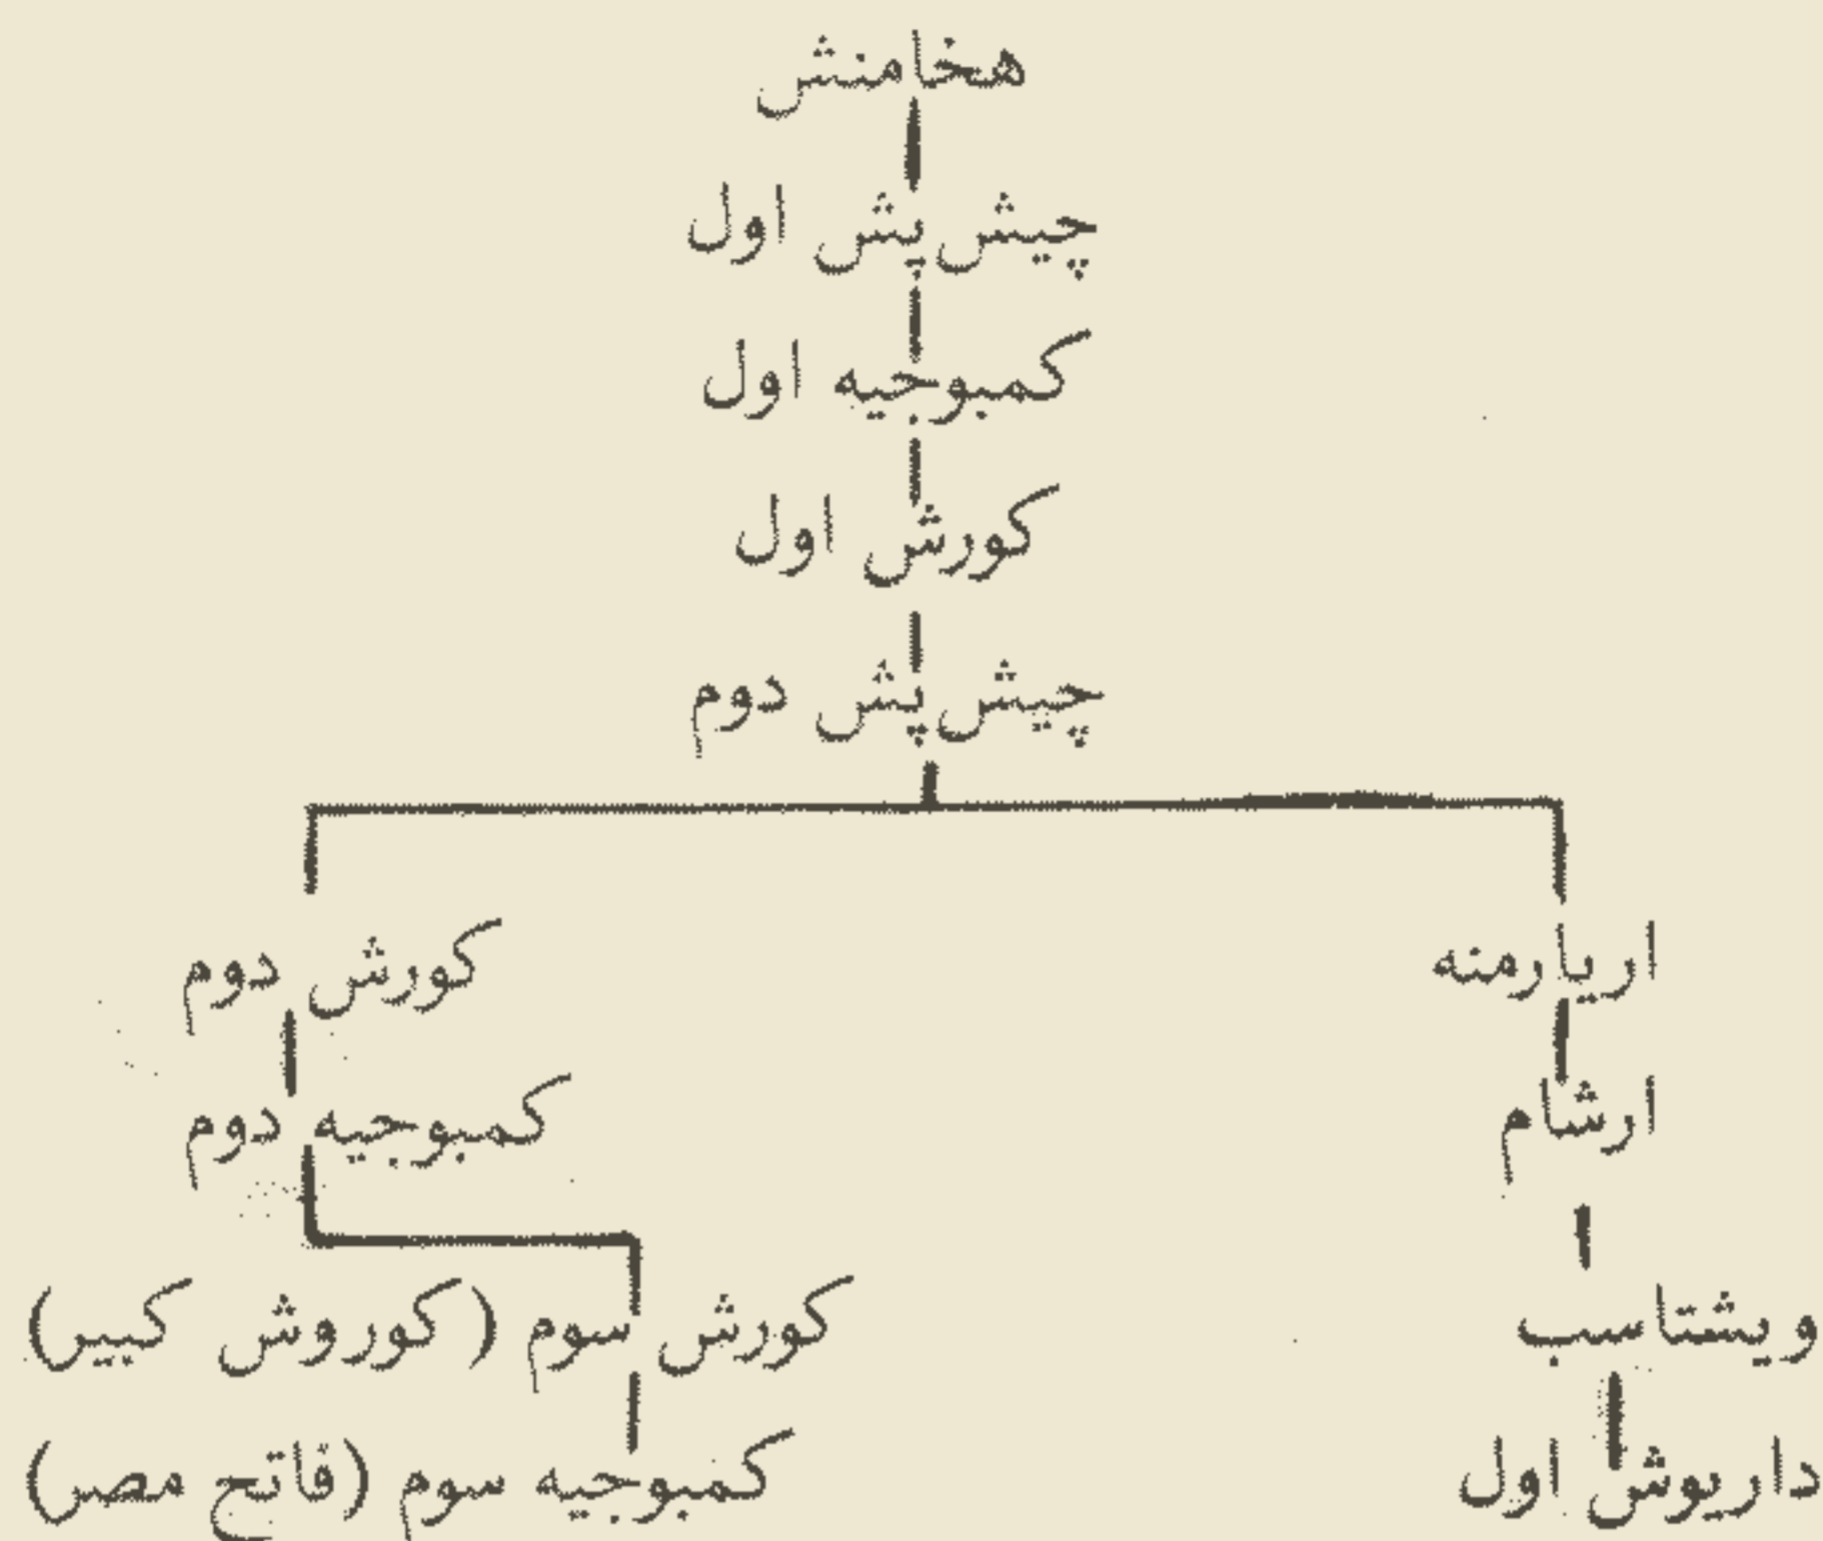 هخامنش
چیش پش اول
کمبوجیه اول
کورش اول
چیش پش دوم
اریارمنه
کورش دوم
ارشام
کمبوجیه دوم
ویشتاسب
کورش سوم (کوروش کبیر)
داریوش اول
کمبوجیه سوم (فاتح مصر)